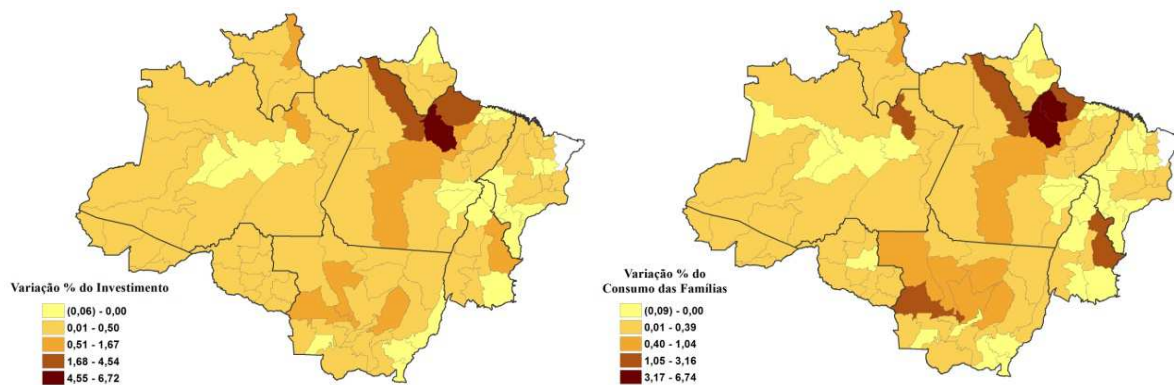 Variação % do Investimento
(0,06) - 0,00
0,01 - 0,50
0,51 - 1,67
1,68 - 4,54
4,55 - 6,72
Variação % do
Consumo das Famílias
(0,09) - 0,00
0,01 - 0,39
0,40 - 1,04
1,05 - 3,16
3,17 - 6,74